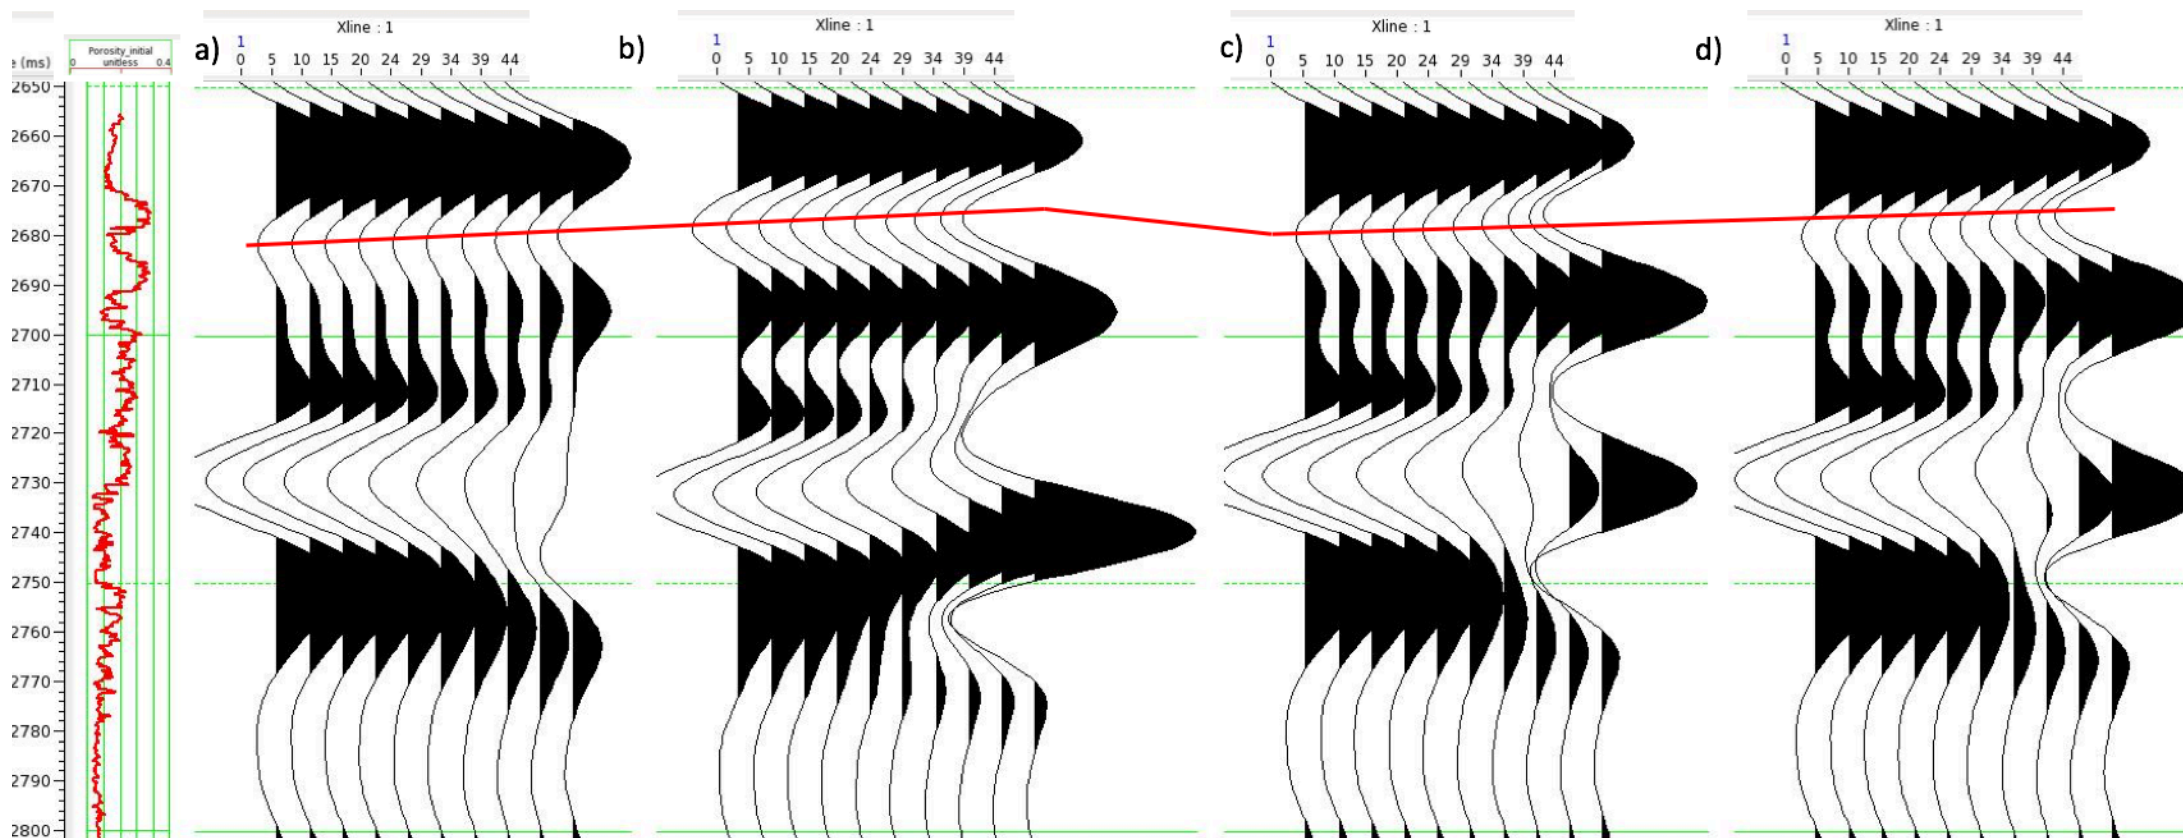 Xline : 1
Xline : 1
Xline : 1
Xline : 1
Porosity_initial
unitless
0 0.4
e (ms)
a)
1
0 5 10 15 20 24 29 34 39 44
b)
1
0 5 10 15 20 24 29 34 39 44
c)
1
0 5 10 15 20 24 29 34 39 44
d)
1
0 5 10 15 20 24 29 34 39 44
2650
2660
2670
2680
2690
2700
2710
2720
2730
2740
2750
2760
2770
2780
2790
2800